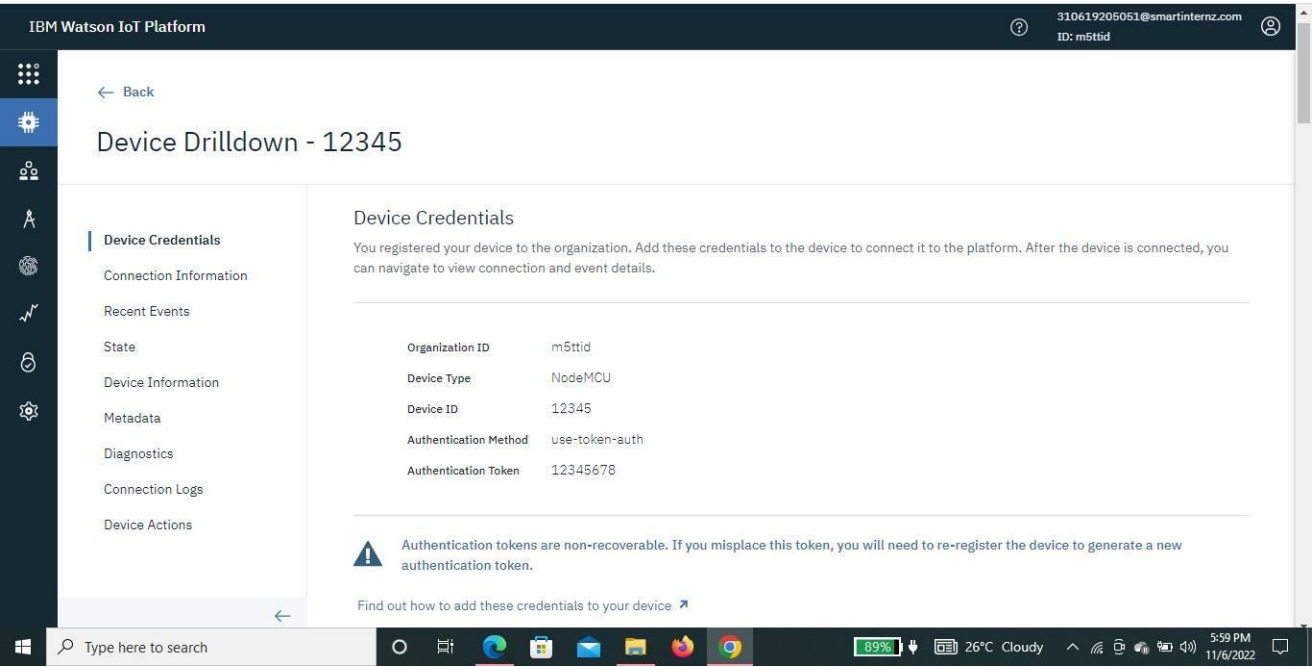 IBM Watson IoT Platform
310619205051@smartinternz.com
ID: m5ttid
Back
Device Drilldown - 12345
Device Credentials
Connection Information
Recent Events
State
Device Information
Metadata
Diagnostics
Connection Logs
Device Actions
Device Credentials
You registered your device to the organization. Add these credentials to the device to connect it to the platform. After the device is connected, you
can navigate to view connection and event details.
Organization ID m5ttid
Device Type NodeMCU
Device ID 12345
Authentication Method use-token-auth
Authentication Token 12345678
Authentication tokens are non-recoverable. If you misplace this token, you will need to re-register the device to generate a new
authentication token.
Find out how to add these credentials to your device
Type here to search
89%
26°C Cloudy
5:59 PM
11/6/2022